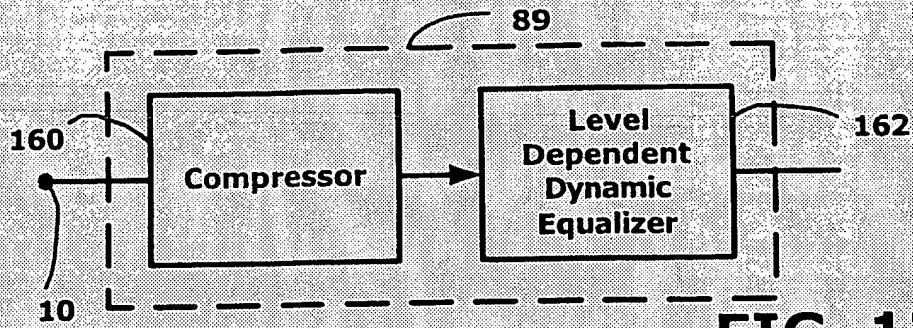 89
160
Compressor
Level
Dependent
Dynamic
Equalizer
162
10